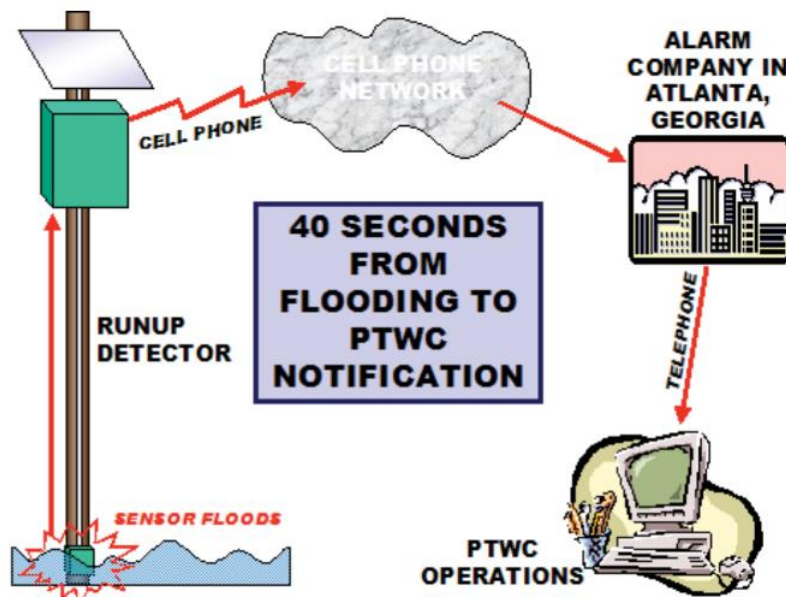 CELL PHONE
NETWORK
ALARM
COMPANY IN
ATLANTA,
GEORGIA
CELL PHONE
40 SECONDS
FROM
FLOODING TO
PTWC
NOTIFICATION
RUNUP
DETECTOR
TELEPHONE
SENSOR FLOODS
PTWC
OPERATIONS